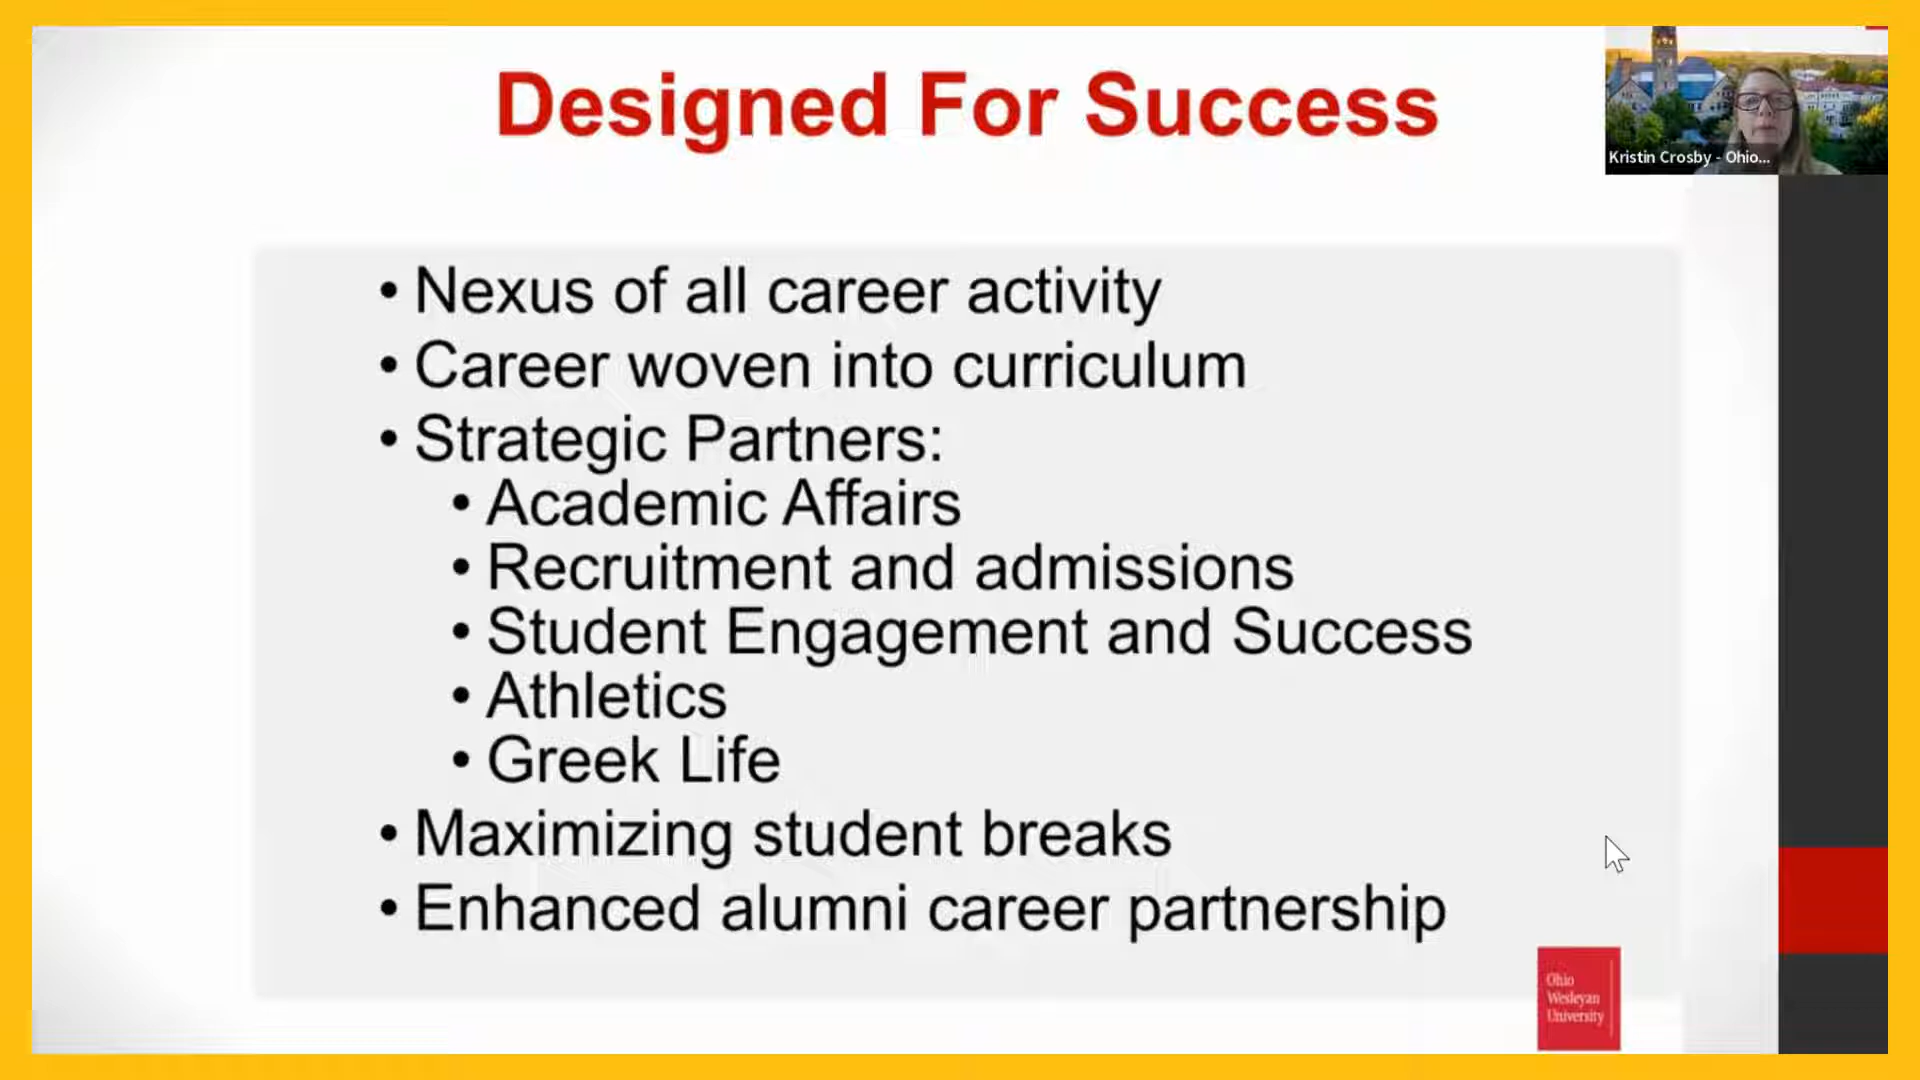 Designed For Success
Kristin Crosby - Ohio...
• Nexus of all career activity
• Career woven into curriculum
• Strategic Partners:
• Academic Affairs
• Recruitment and admissions
• Student Engagement and Success
• Athletics
• Greek Life
• Maximizing student breaks
• Enhanced alumni career partnership
Ohio
Wesleyan
University